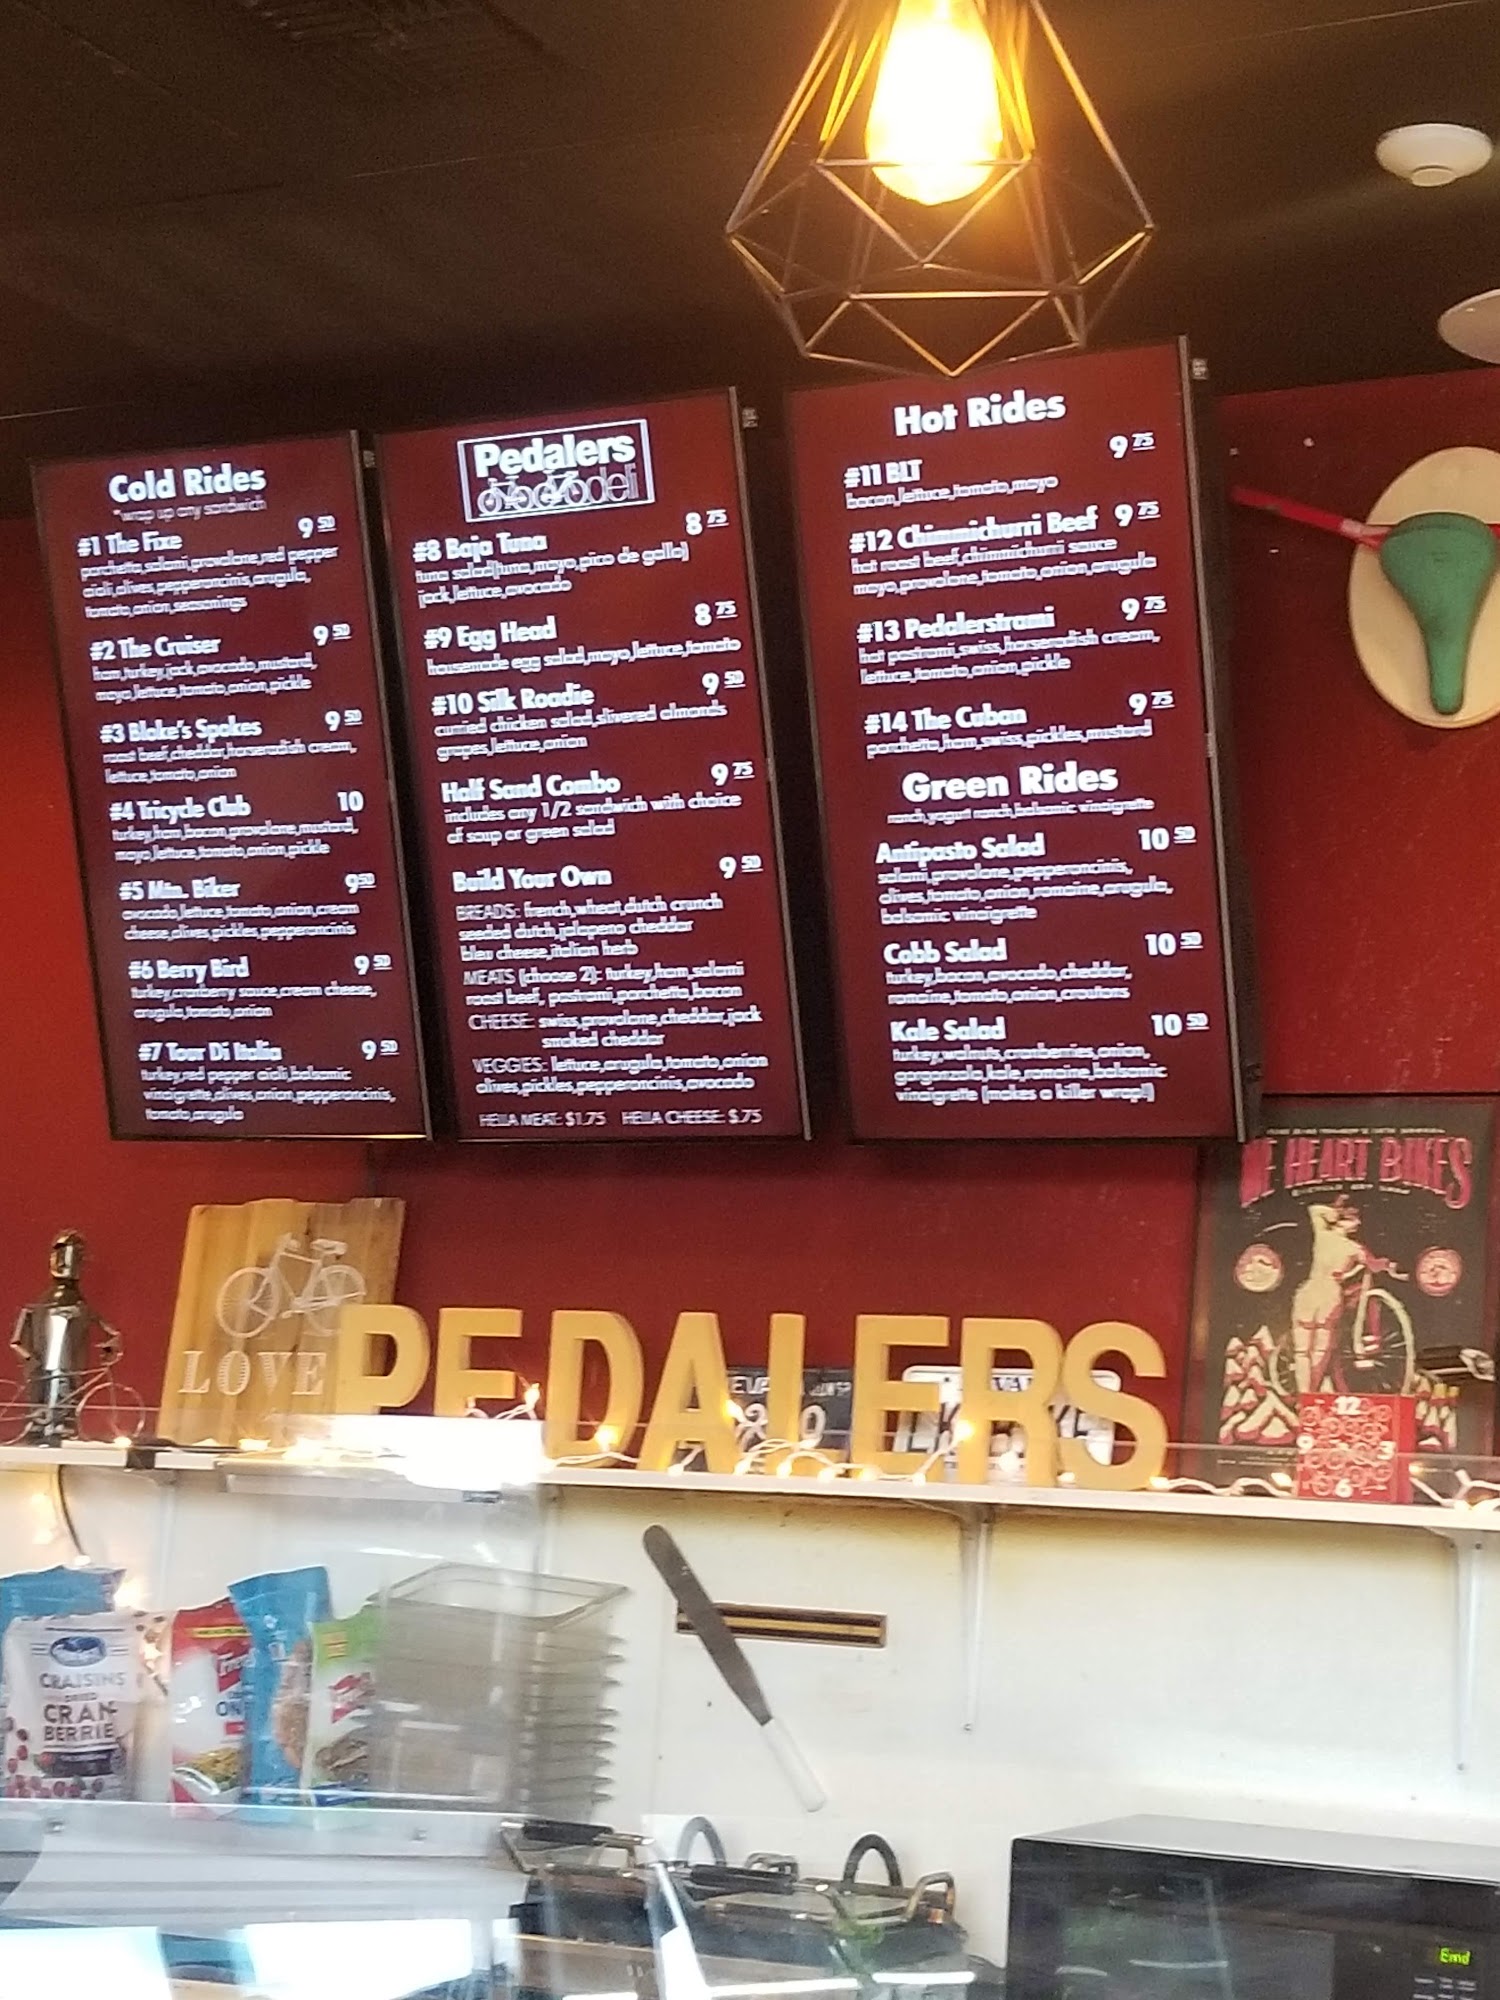 Cold Rides
*wrap up any sandwich
#1 The Fixe 9 50
porchetta,salami,provolone,red pepper
aioli,olives,pepperoncinis,arugula,
tomato,onion,seasonings
#2 The Cruiser 9 50
ham,turkey,jack,avocado,mustard,
mayo,lettuce,tomato,onion,pickle
#3 Bloke's Spokes 9 50
roast beef,cheddar,horseradish cream,
lettuce,tomato,onion
#4 Tricycle Club 10
turkey,ham,bacon,provolone,mustard,
mayo,lettuce,tomato,onion,pickle
#5 Mtn. Biker 9 50
avocado,lettuce,tomato,onion,cream
cheese,olives,pickles,pepperoncinis
#6 Berry Bird 9 50
turkey,cranberry sauce,cream cheese,
arugula,tomato,onion
#7 Tour Di Italia 9 50
turkey,red pepper aioli,balsamic
vinaigrette,olives,onion,pepperoncinis,
tomato,arugula
Pedalers
deli
#8 Baja Tuna 8 75
tuna salad(tuna,mayo,pico de gallo)
jack,lettuce,avocado
#9 Egg Head 8 75
housemade egg salad,mayo,lettuce,tomato
#10 Silk Roadie 9 50
curried chicken salad,slivered almonds
grapes,lettuce,onion
Half Sand Combo 9 75
includes any 1/2 sandwich with choice
of soup or green salad
Build Your Own 9 50
BREADS: french,wheat,dutch crunch
seeded dutch,jalapeno cheddar
bleu cheese,italian herb
MEATS (choose 2): turkey,ham,salami
roast beef, pastrami,porchetta,bacon
CHEESE: swiss,provolone,cheddar,jack
smoked cheddar
VEGGIES: lettuce,arugula,tomato,onion
olives,pickles,pepperoncinis,avocado
HELLA MEAT: $1.75 HELLA CHEESE: $.75
Hot Rides
#11 BLT 9 75
bacon,lettuce,tomato,mayo
#12 Chimmichurri Beef 9 75
hot roast beef,chimmichurri sauce
mayo,provolone,tomato,onion,arugula
#13 Pedalerstrami 9 75
hot pastrami,swiss,horseradish cream,
lettuce,tomato,onion,pickle
#14 The Cuban 9 75
porchetta,ham,swiss,pickles,mustard
Green Rides
ranch,yogurt ranch,balsamic vinaigrette
Antipasto Salad 10 50
salami,provolone,pepperoncinis,
olives,tomato,onion,romaine,arugula,
balsamic vinaigrette
Cobb Salad 10 50
turkey,bacon,avocado,cheddar,
romaine,tomato,onion,croutons
Kale Salad 10 50
turkey,walnuts,cranberries,onion,
gorgonzola,kale,romaine,balsamic
vinaigrette (makes a killer wrap!)
WE HEART BIKES
LOVE
PEDALERS
12
9 3
6
CRAISINS
DRIED
CRAN-
BERRIE
End